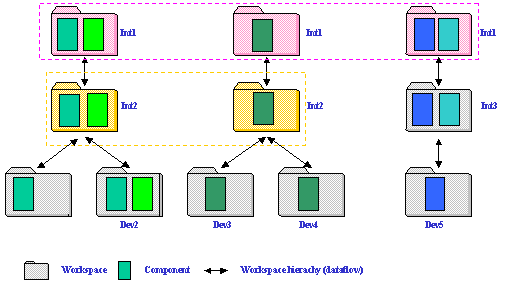 Int1
Int1
Int1
Int2
Int2
Int3
Dev2
Dev3
Dev4
Dev5
Workspace
Component
Workspace hierachy (dataflow)